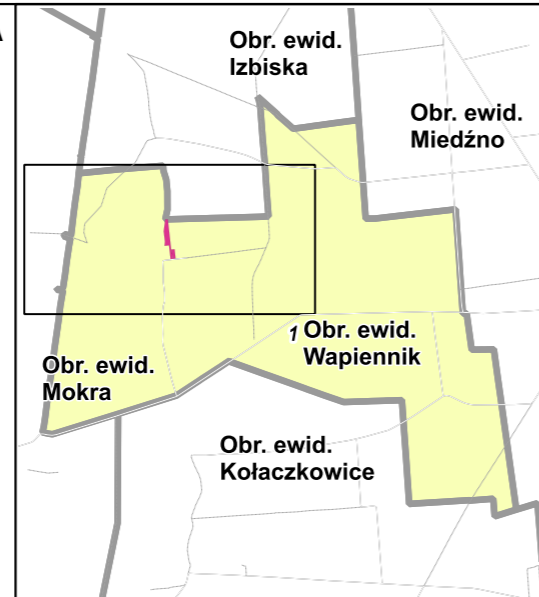 A
Obr. ewid.
Izbiska
Obr. ewid.
Miedźno
1 Obr. ewid.
Wapiennik
Obr. ewid.
Mokra
Obr. ewid.
Kołaczkowice